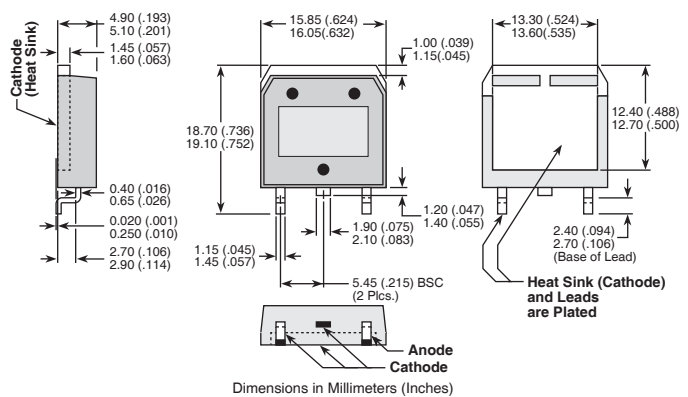 4.90 (.193)
5.10 (.201)
1.45 (.057)
1.60 (.063)
Cathode
(Heat Sink)
0.40 (.016)
0.65 (.026)
0.020 (.001)
0.250 (.010)
2.70 (.106)
2.90 (.114)
15.85 (.624)
16.05(.632)
1.00 (.039)
1.15(.045)
18.70 (.736)
19.10 (.752)
1.20 (.047)
1.40 (.055)
1.90 (.075)
2.10 (.083)
1.15 (.045)
1.45 (.057)
5.45 (.215) BSC
(2 Plcs.)
13.30 (.524)
13.60(.535)
12.40 (.488)
12.70 (.500)
2.40 (.094)
2.70 (.106)
(Base of Lead)
Heat Sink (Cathode)
and Leads
are Plated
Anode
Cathode
Dimensions in Millimeters (Inches)